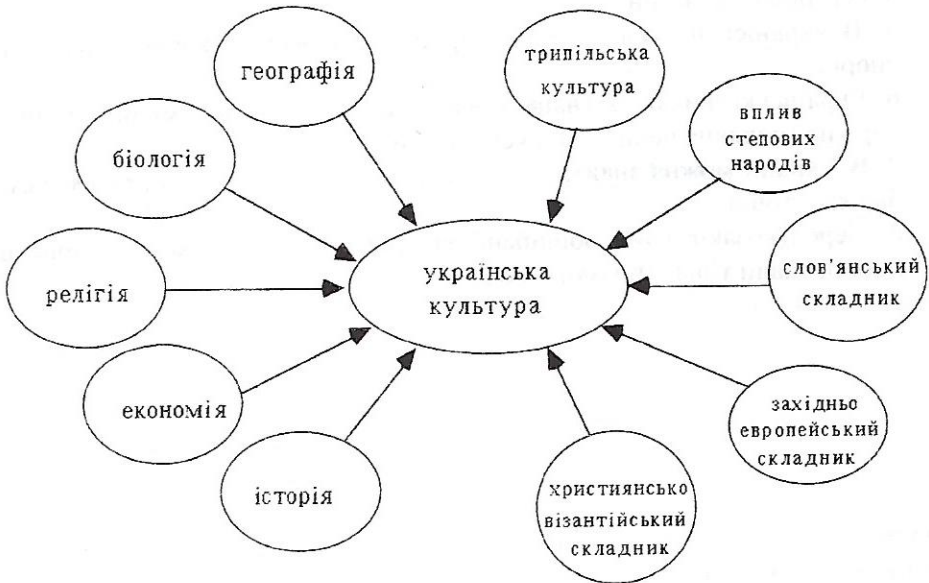 географія
трипільська
культура
вплив
степових
народів
біологія
українська
культура
слов'янський
складник
релігія
економія
західньо
европейський
складник
історія
християнсько
візантійський
складник